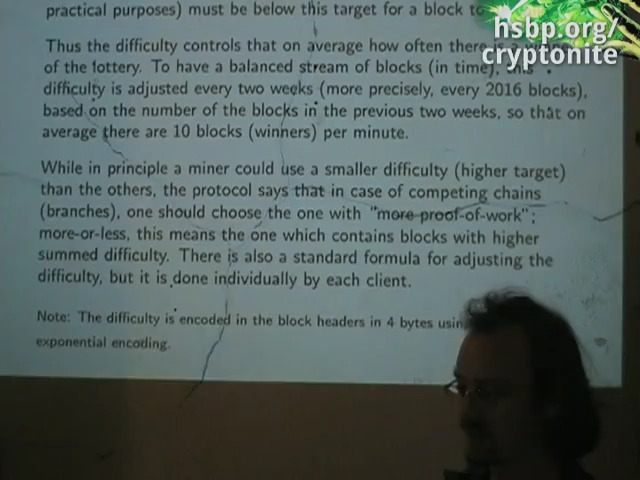 practical purposes) must be below this target for a block to
hsbp.org/
cryptonite
Thus the difficulty controls that on average how often there
of the lottery. To have a balanced stream of blocks (in time), this
difficulty is adjusted every two weeks (more precisely, every 2016 blocks),
based on the number of the blocks in the previous two weeks, so that on
average there are 10 blocks (winners) per minute.
While in principle a miner could use a smaller difficulty (higher target)
than the others, the protocol says that in case of competing chains
(branches), one should choose the one with "more proof-of-work":
more-or-less, this means the one which contains blocks with higher
summed difficulty. There is also a standard formula for adjusting the
difficulty, but it is done individually by each client.
Note: The difficulty is encoded in the block headers in 4 bytes using
exponential encoding.